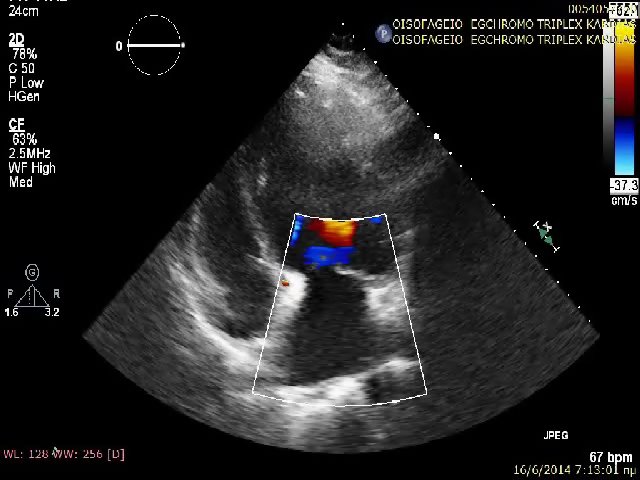 24cm
2D
78%
C 50
P Low
HGen
CF
63%
2.5MHz
WF High
Med
0
P
OISOFAGEIO EGCHROMO TRIPLEX KARDIAS
OISOFAGEIO EGCHROMO TRIPLEX KARDIAS
-37.3
cm/s
G
P R
1.6 3.2
JPEG
WL: 128 WW: 256 [D]
67 bpm
16/6/2014 7:13:01 πμ